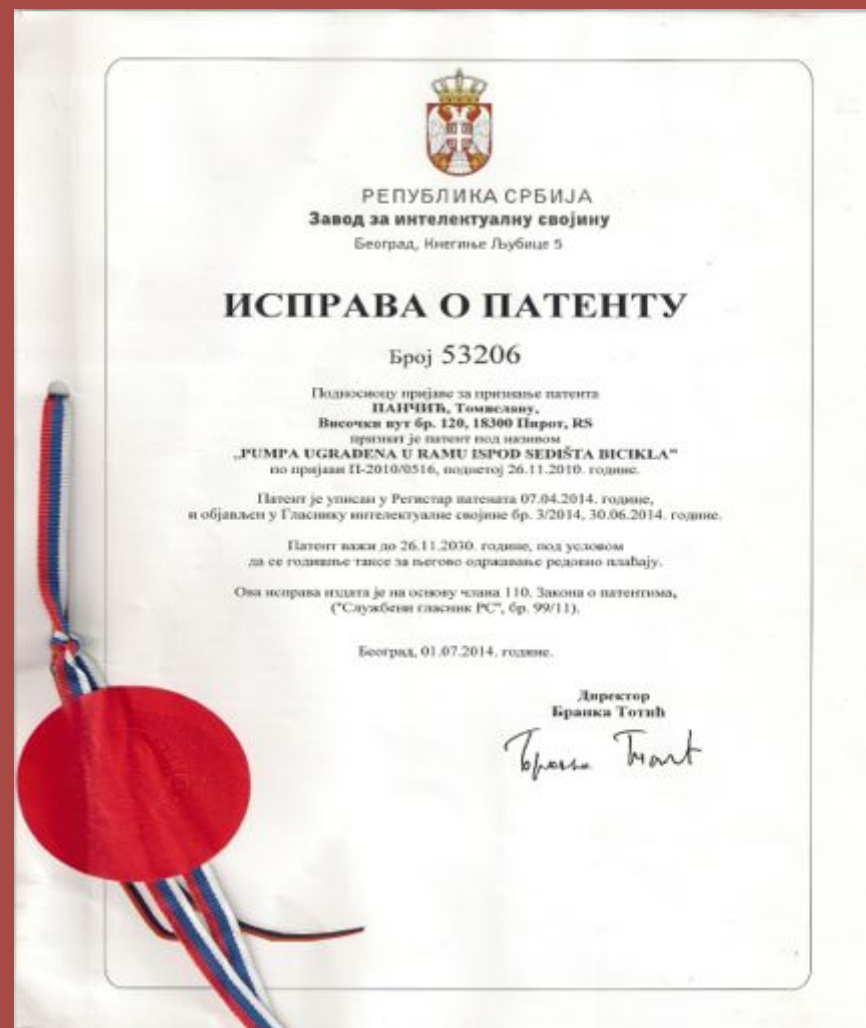 РЕПУБЛИКА СРБИЈА
Завод за интелектуалну својину
Београд, Кнегиње Љубице 5
ИСПРАВА О ПАТЕНТУ
Број 53206
Подносиоцу пријаве за признање патента
ПАНЧИЋ, Томиславу,
Височки пут бр. 120, 18300 Пирот, RS
признат је патент под називом
„PUMPA UGRAĐENA U RAMU ISPOD SEDIŠTA BICIKLA”
по пријави П-2010/0516, поднетој 26.11.2010. године.
Патент је уписан у Регистар патената 07.04.2014. године,
и објављен у Гласнику интелектуалне својине бр. 3/2014, 30.06.2014. године.
Патент важи до 26.11.2030. године, под условом
да се годишње таксе за његово одржавање редовно плаћају.
Ова исправа издата је на основу члана 110. Закона о патентима,
("Службени гласник РС", бр. 99/11).
Београд, 01.07.2014. године.
Директор
Бранка Тотић